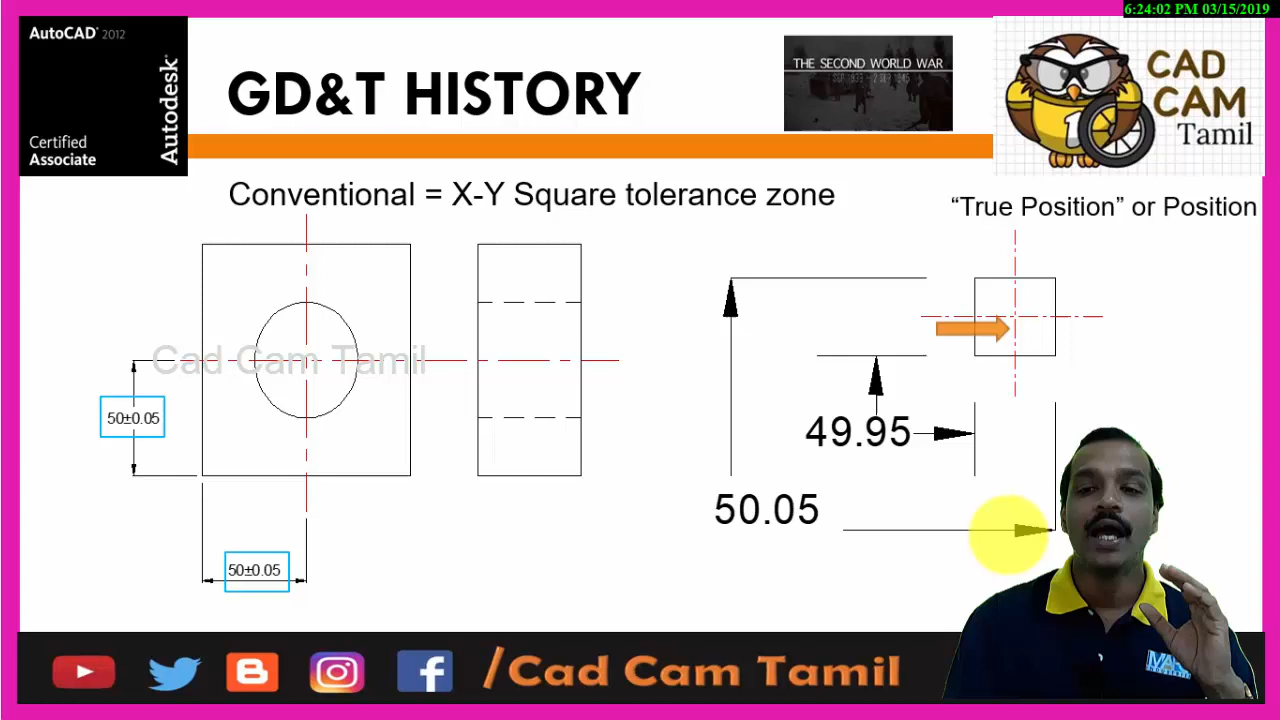 6:24:02 PM 03/15/2019
AutoCAD® 2012
Autodesk®
Certified
Associate
GD&T HISTORY
THE SECOND WORLD WAR
CAD
CAM
Tamil
1
Conventional = X-Y Square tolerance zone
“True Position” or Position
Cad Cam Tamil
50±0.05
49.95
50.05
50±0.05
/Cad Cam Tamil